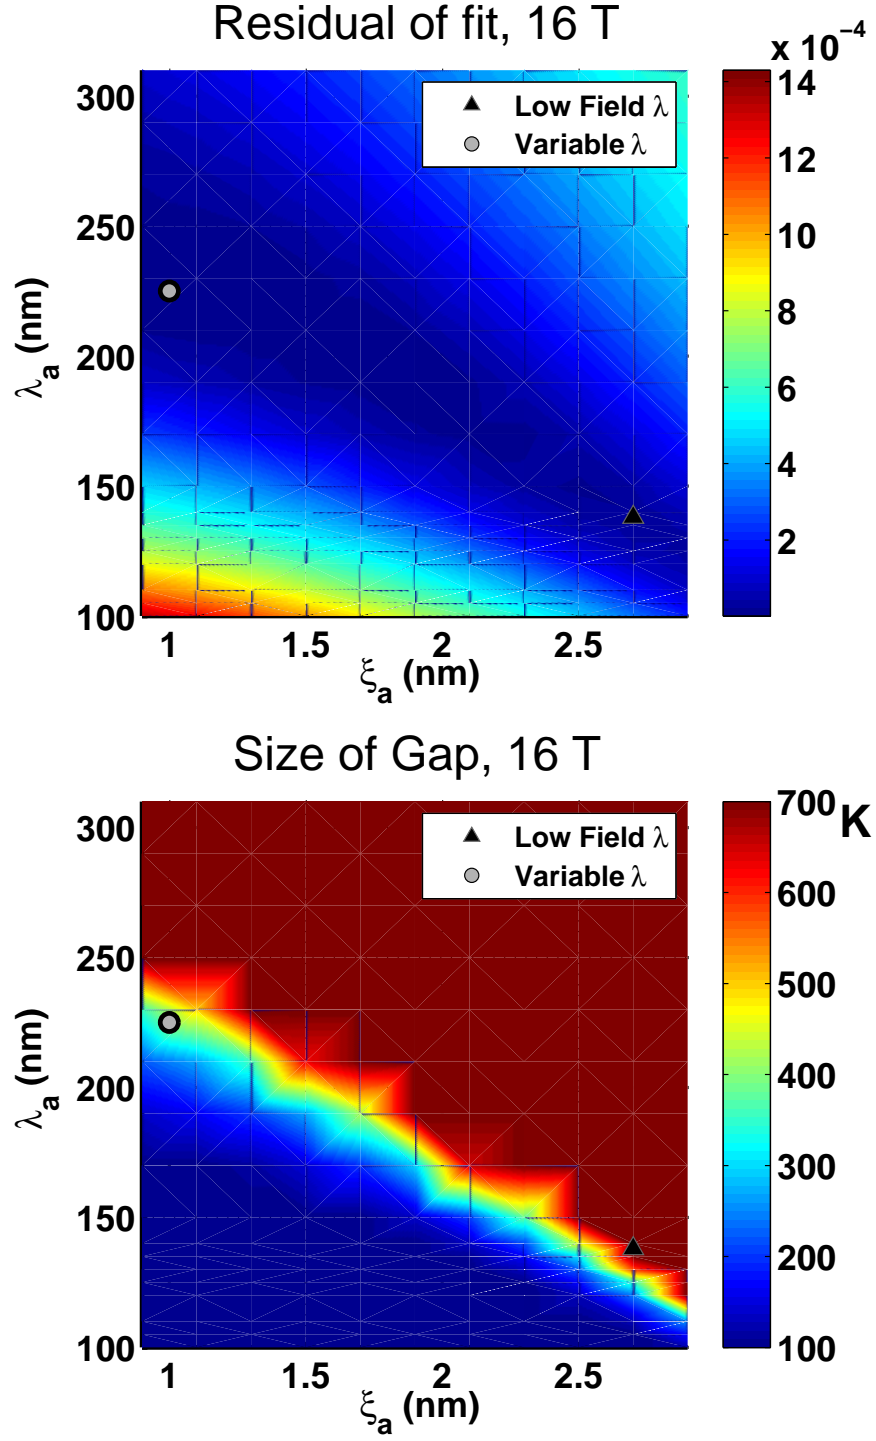 Residual of fit, 16 T
x 10⁻⁴
Low Field λ
Variable λ
300
250
200
150
100
λₐ (nm)
1
1.5
2
2.5
ξₐ (nm)
14
12
10
8
6
4
2
Size of Gap, 16 T
Low Field λ
Variable λ
300
250
200
150
100
λₐ (nm)
1
1.5
2
2.5
ξₐ (nm)
700
600
500
400
300
200
100
K